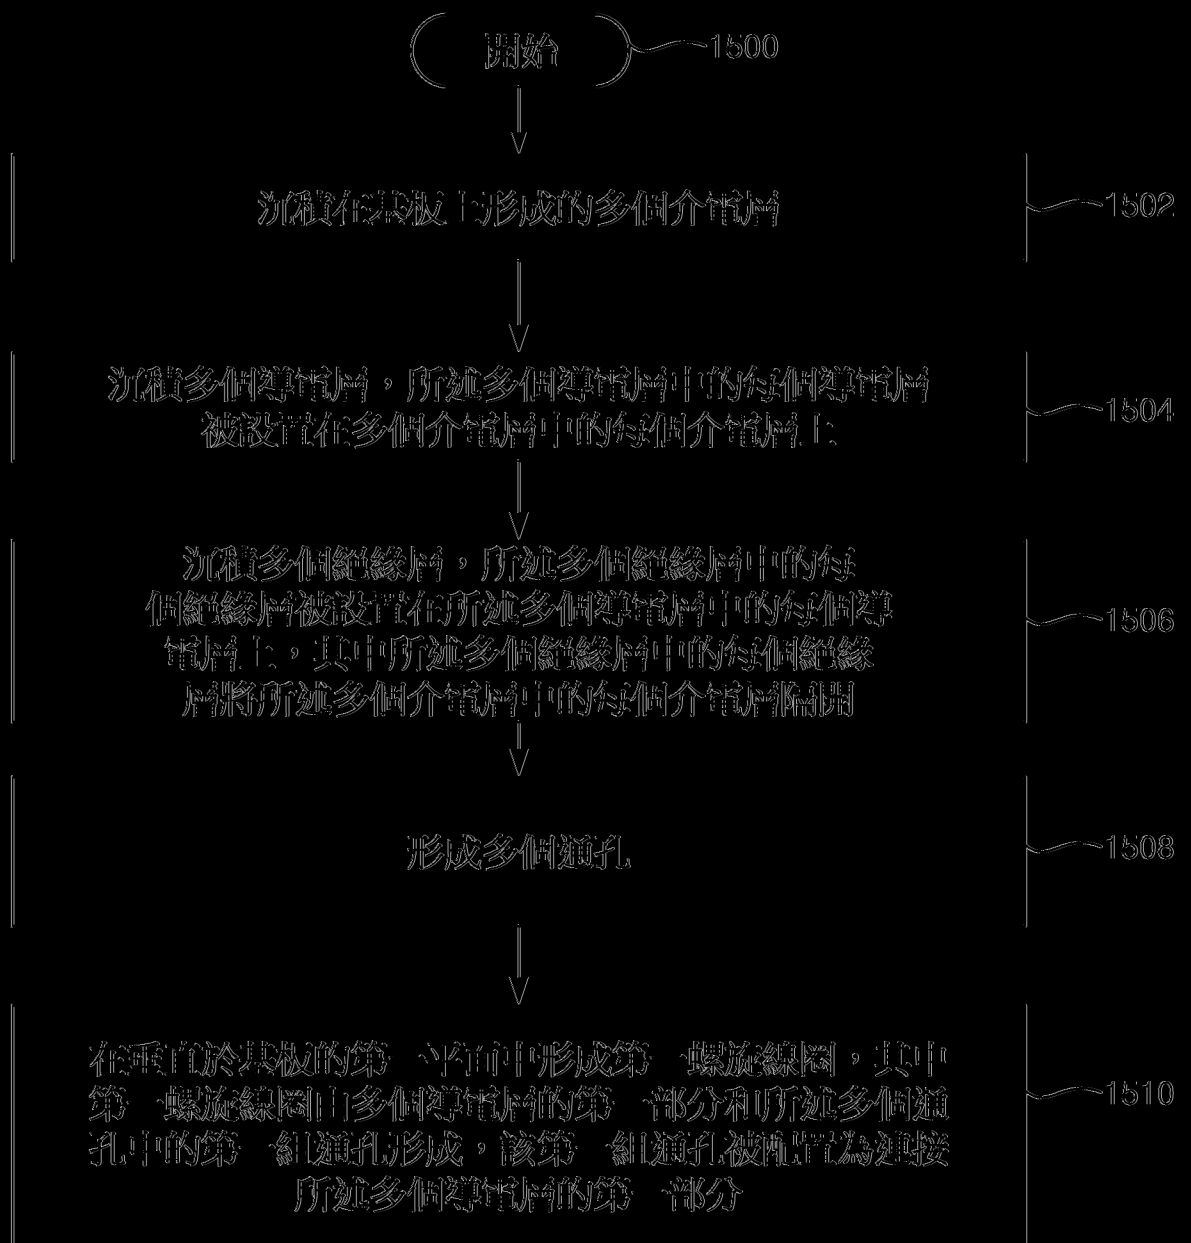 開始
1500
沉積在基板上形成的多個介電層
1502
沉積多個導電層，所述多個導電層中的每個導電層
被設置在多個介電層中的每個介電層上
1504
沉積多個絕緣層，所述多個絕緣層中的每
個絕緣層被設置在所述多個導電層中的每個導
電層上，其中所述多個絕緣層中的每個絕緣
層將所述多個介電層中的每個介電層隔開
1506
形成多個通孔
1508
在垂直於基板的第一平面中形成第一螺旋線圈，其中
第一螺旋線圈由多個導電層的第一部分和所述多個通
孔中的第一組通孔形成，該第一組通孔被配置為連接
所述多個導電層的第一部分
1510